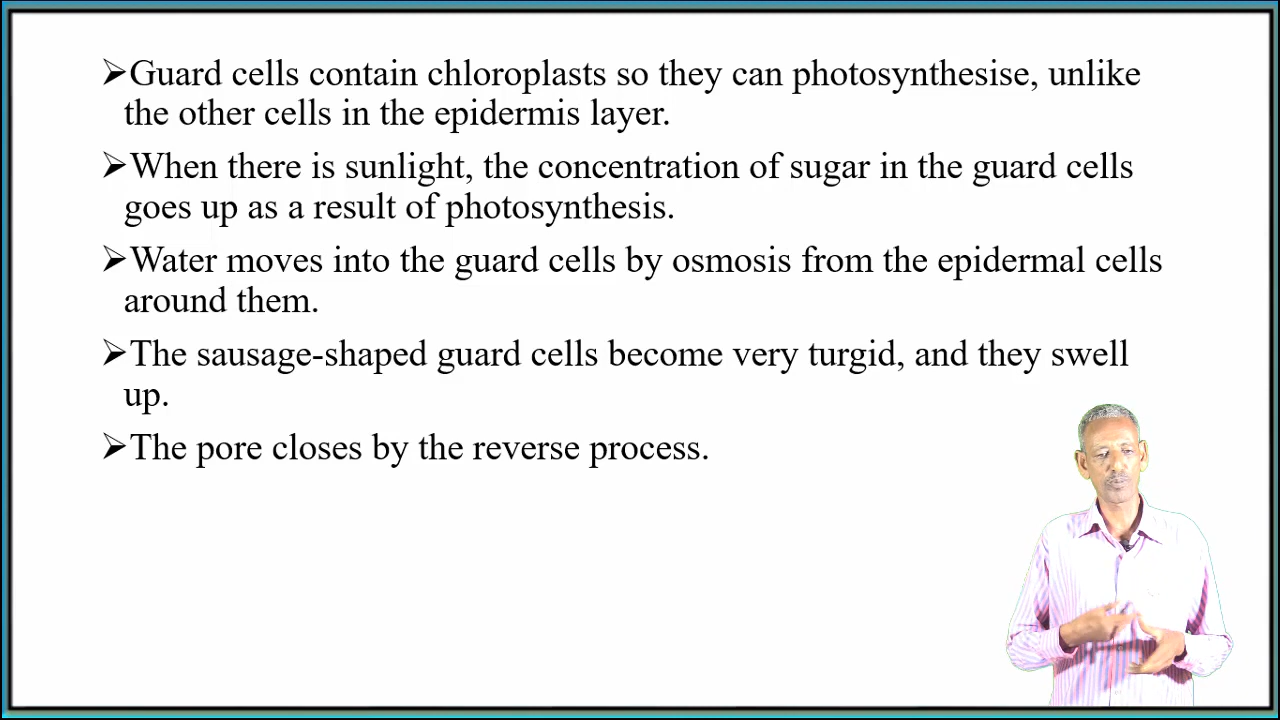 ➢Guard cells contain chloroplasts so they can photosynthesise, unlike
the other cells in the epidermis layer.
➢When there is sunlight, the concentration of sugar in the guard cells
goes up as a result of photosynthesis.
➢Water moves into the guard cells by osmosis from the epidermal cells
around them.
➢The sausage-shaped guard cells become very turgid, and they swell
up.
➢The pore closes by the reverse process.